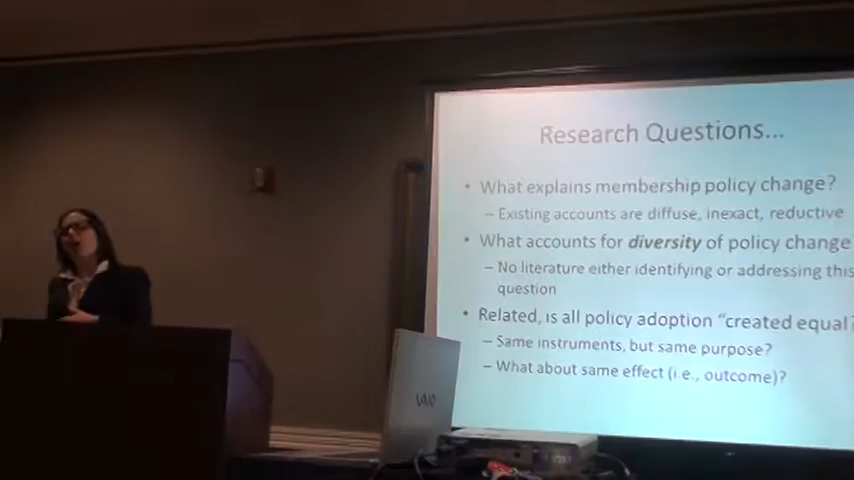 Research Questions...
• What explains membership policy change?
– Existing accounts are diffuse, inexact, reductive
• What accounts for diversity of policy change?
– No literature either identifying or addressing this
question
• Related, is all policy adoption “created equal?
– Same instruments, but same purpose?
– What about same effect (i.e., outcome)?
VAIO